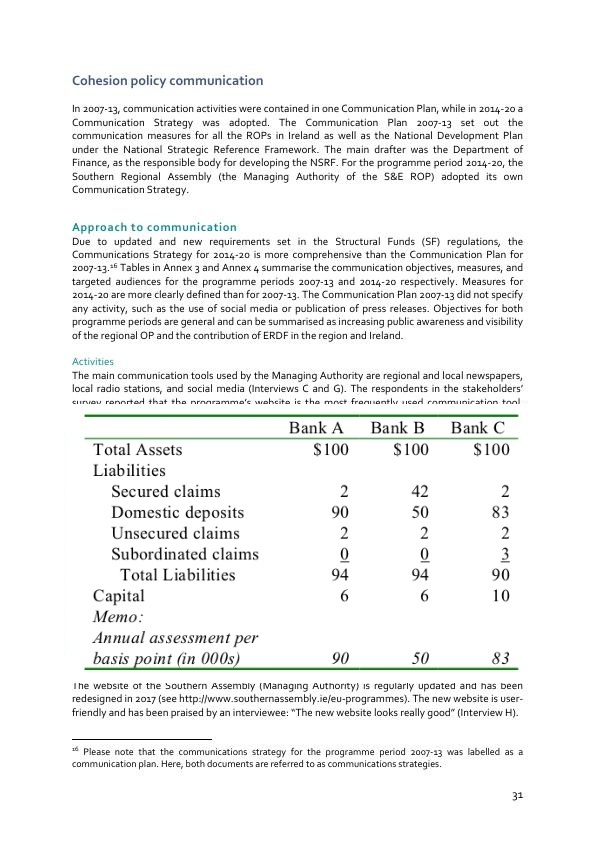 Cohesion policy communication
In 2007-13, communication activities were contained in one Communication Plan, while in 2014-20 a
Communication Strategy was adopted. The Communication Plan 2007-13 set out the
communication measures for all the ROPs in Ireland as well as the National Development Plan
under the National Strategic Reference Framework. The main drafter was the Department of
Finance, as the responsible body for developing the NSRF. For the programme period 2014-20, the
Southern Regional Assembly (the Managing Authority of the S&E ROP) adopted its own
Communication Strategy.
Approach to communication
Due to updated and new requirements set in the Structural Funds (SF) regulations, the
Communications Strategy for 2014-20 is more comprehensive than the Communication Plan for
2007-13.16 Tables in Annex 3 and Annex 4 summarise the communication objectives, measures, and
targeted audiences for the programme periods 2007-13 and 2014-20 respectively. Measures for
2014-20 are more clearly defined than for 2007-13. The Communication Plan 2007-13 did not specify
any activity, such as the use of social media or publication of press releases. Objectives for both
programme periods are general and can be summarised as increasing public awareness and visibility
of the regional OP and the contribution of ERDF in the region and Ireland.
Activities
The main communication tools used by the Managing Authority are regional and local newspapers,
local radio stations, and social media (Interviews C and G). The respondents in the stakeholders'
survey reported that the programme's website is the most frequently used communication tool.
Bank A Bank B Bank C
Total Assets $100 $100 $100
Liabilities
Secured claims 2 42 2
Domestic deposits 90 50 83
Unsecured claims 2 2 2
Subordinated claims 0 0 3
Total Liabilities 94 94 90
Capital 6 6 10
Memo:
Annual assessment per
basis point (in 000s) 90 50 83
The website of the Southern Assembly (Managing Authority) is regularly updated and has been
redesigned in 2017 (see http://www.southernassembly.ie/eu-programmes). The new website is user-
friendly and has been praised by an interviewee: "The new website looks really good" (Interview H).
16 Please note that the communications strategy for the programme period 2007-13 was labelled as a
communication plan. Here, both documents are referred to as communications strategies.
31